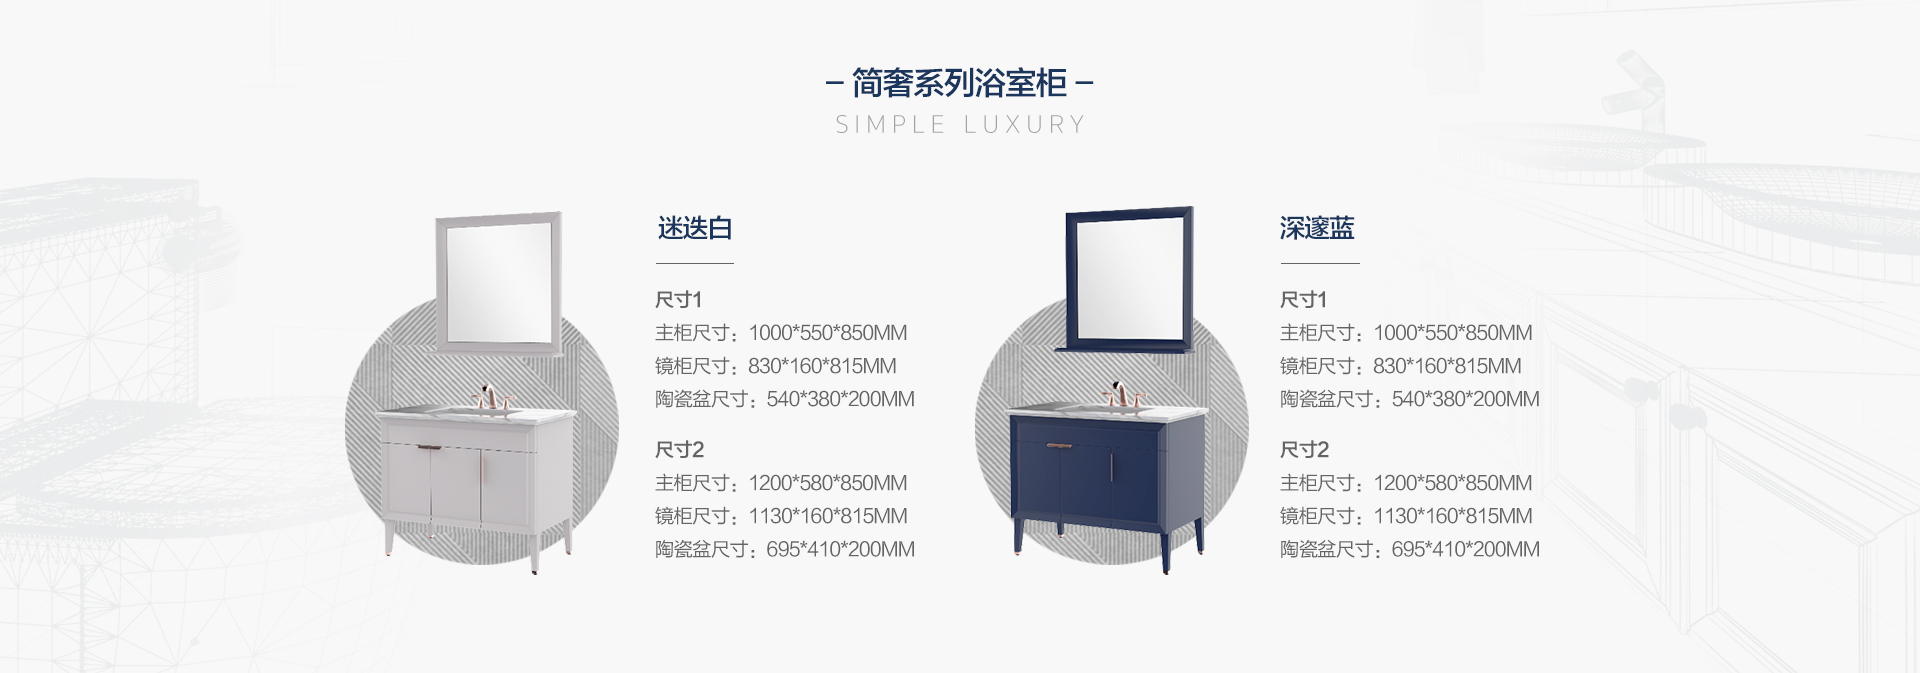 – 简奢系列浴室柜 –
SIMPLE LUXURY
迷迭白
尺寸1
主柜尺寸：1000*550*850MM
镜柜尺寸：830*160*815MM
陶瓷盆尺寸：540*380*200MM
尺寸2
主柜尺寸：1200*580*850MM
镜柜尺寸：1130*160*815MM
陶瓷盆尺寸：695*410*200MM
深邃蓝
尺寸1
主柜尺寸：1000*550*850MM
镜柜尺寸：830*160*815MM
陶瓷盆尺寸：540*380*200MM
尺寸2
主柜尺寸：1200*580*850MM
镜柜尺寸：1130*160*815MM
陶瓷盆尺寸：695*410*200MM